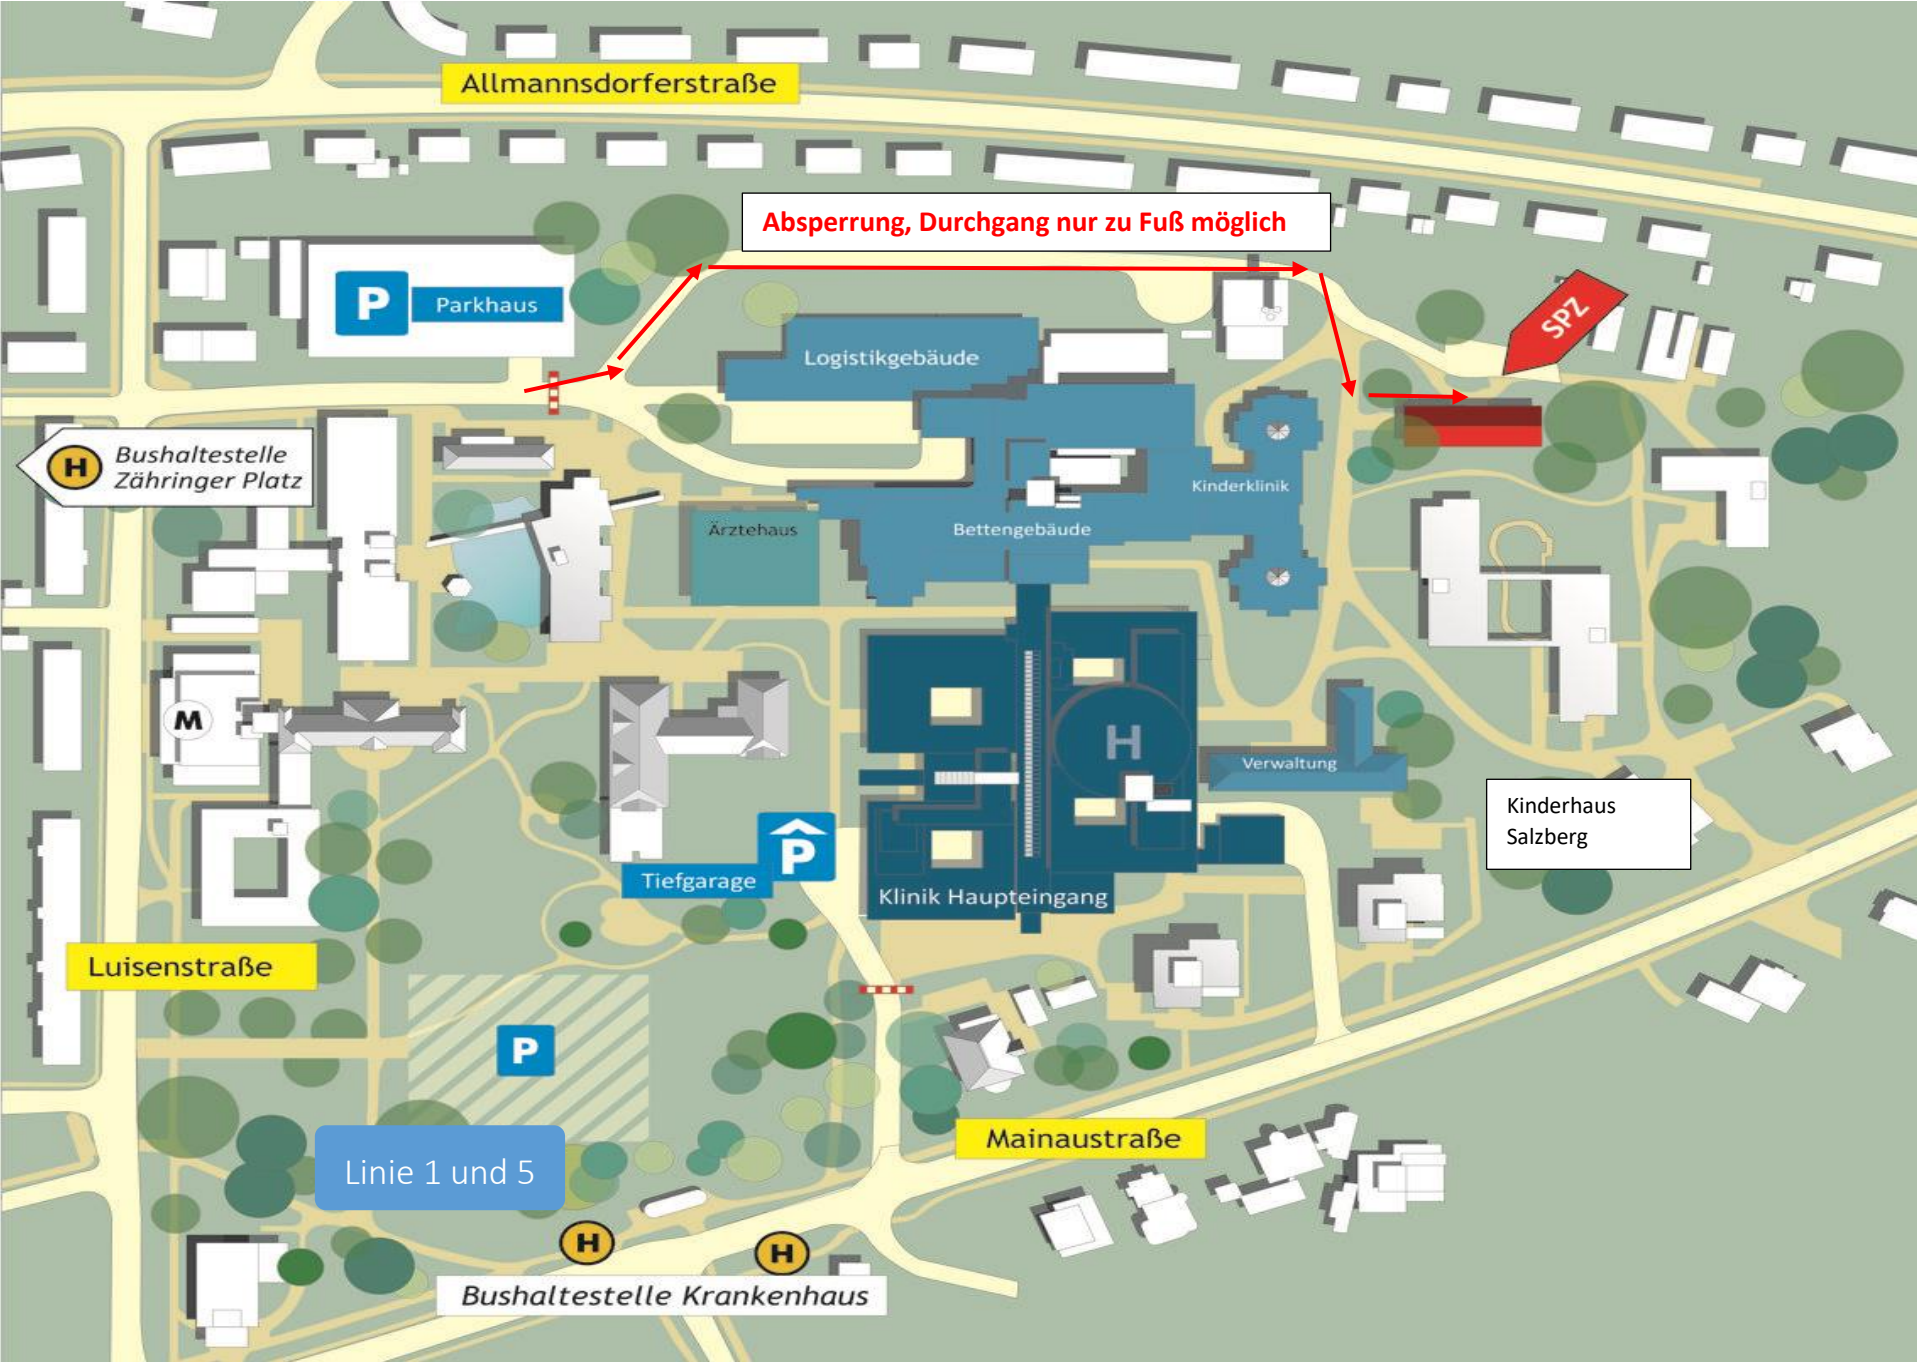 Allmannsdorferstraße
Absperrung, Durchgang nur zu Fuß möglich
P
Parkhaus
SPZ
Logistikgebäude
H
Bushaltestelle
Zähringer Platz
Kinderklinik
Ärztehaus
Bettengebäude
M
H
Verwaltung
Kinderhaus
Salzberg
P
Tiefgarage
Klinik Haupteingang
Luisenstraße
P
Mainaustraße
Linie 1 und 5
H
H
Bushaltestelle Krankenhaus